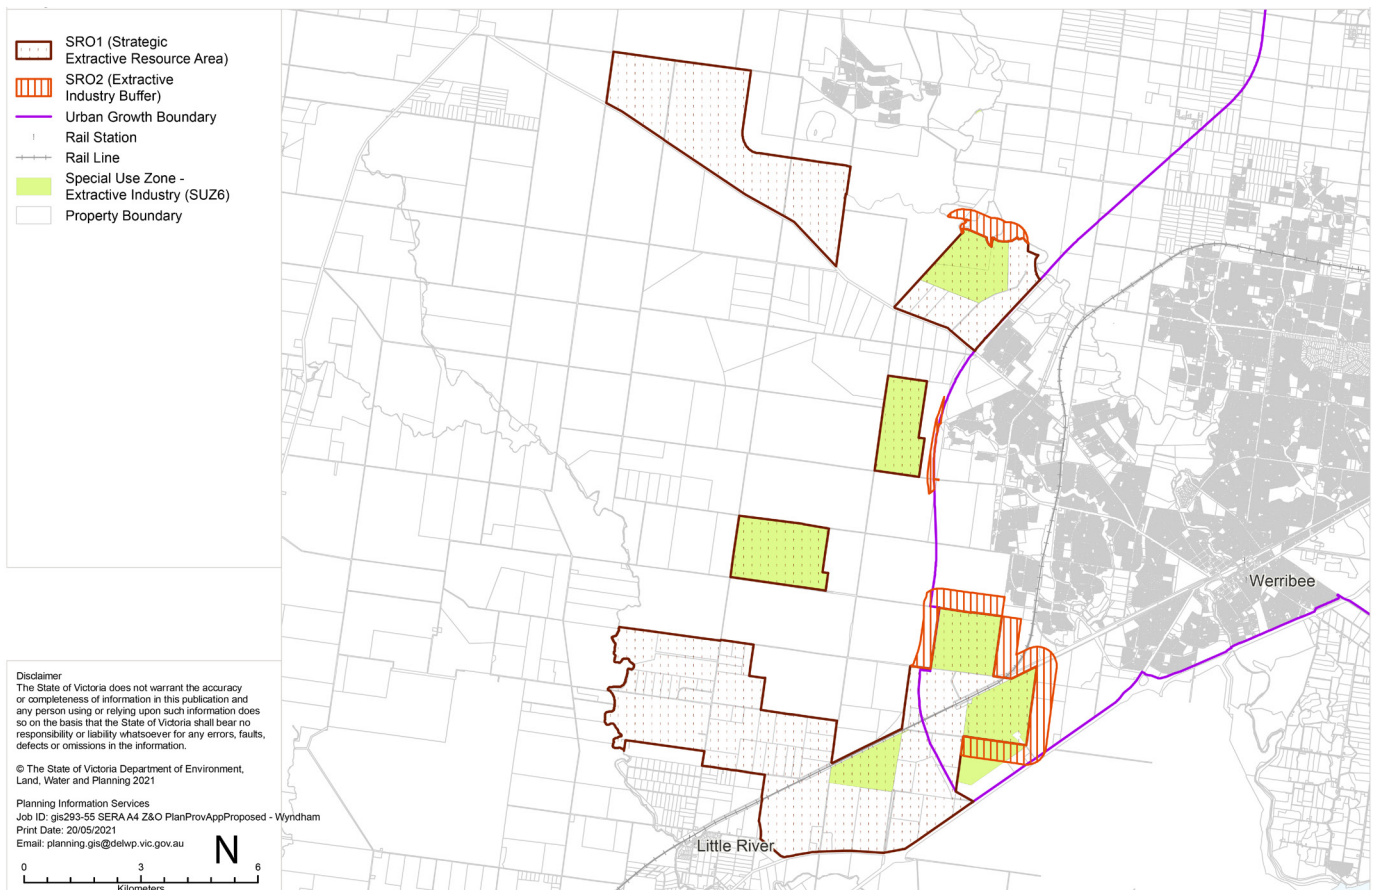 SRO1 (Strategic
Extractive Resource Area)
SRO2 (Extractive
Industry Buffer)
Urban Growth Boundary
Rail Station
Rail Line
Special Use Zone -
Extractive Industry (SUZ6)
Property Boundary
Werribee
Little River
Disclaimer
The State of Victoria does not warrant the accuracy
or completeness of information in this publication and
any person using or relying upon such information does
so on the basis that the State of Victoria shall bear no
responsibility or liability whatsoever for any errors, faults,
defects or omissions in the information.
© The State of Victoria Department of Environment,
Land, Water and Planning 2021
Planning Information Services
Job ID: gis293-55 SERA A4 Z&O PlanProvAppProposed - Wyndham
Print Date: 20/05/2021
Email: planning.gis@delwp.vic.gov.au
N
0 3 6
Kilometers